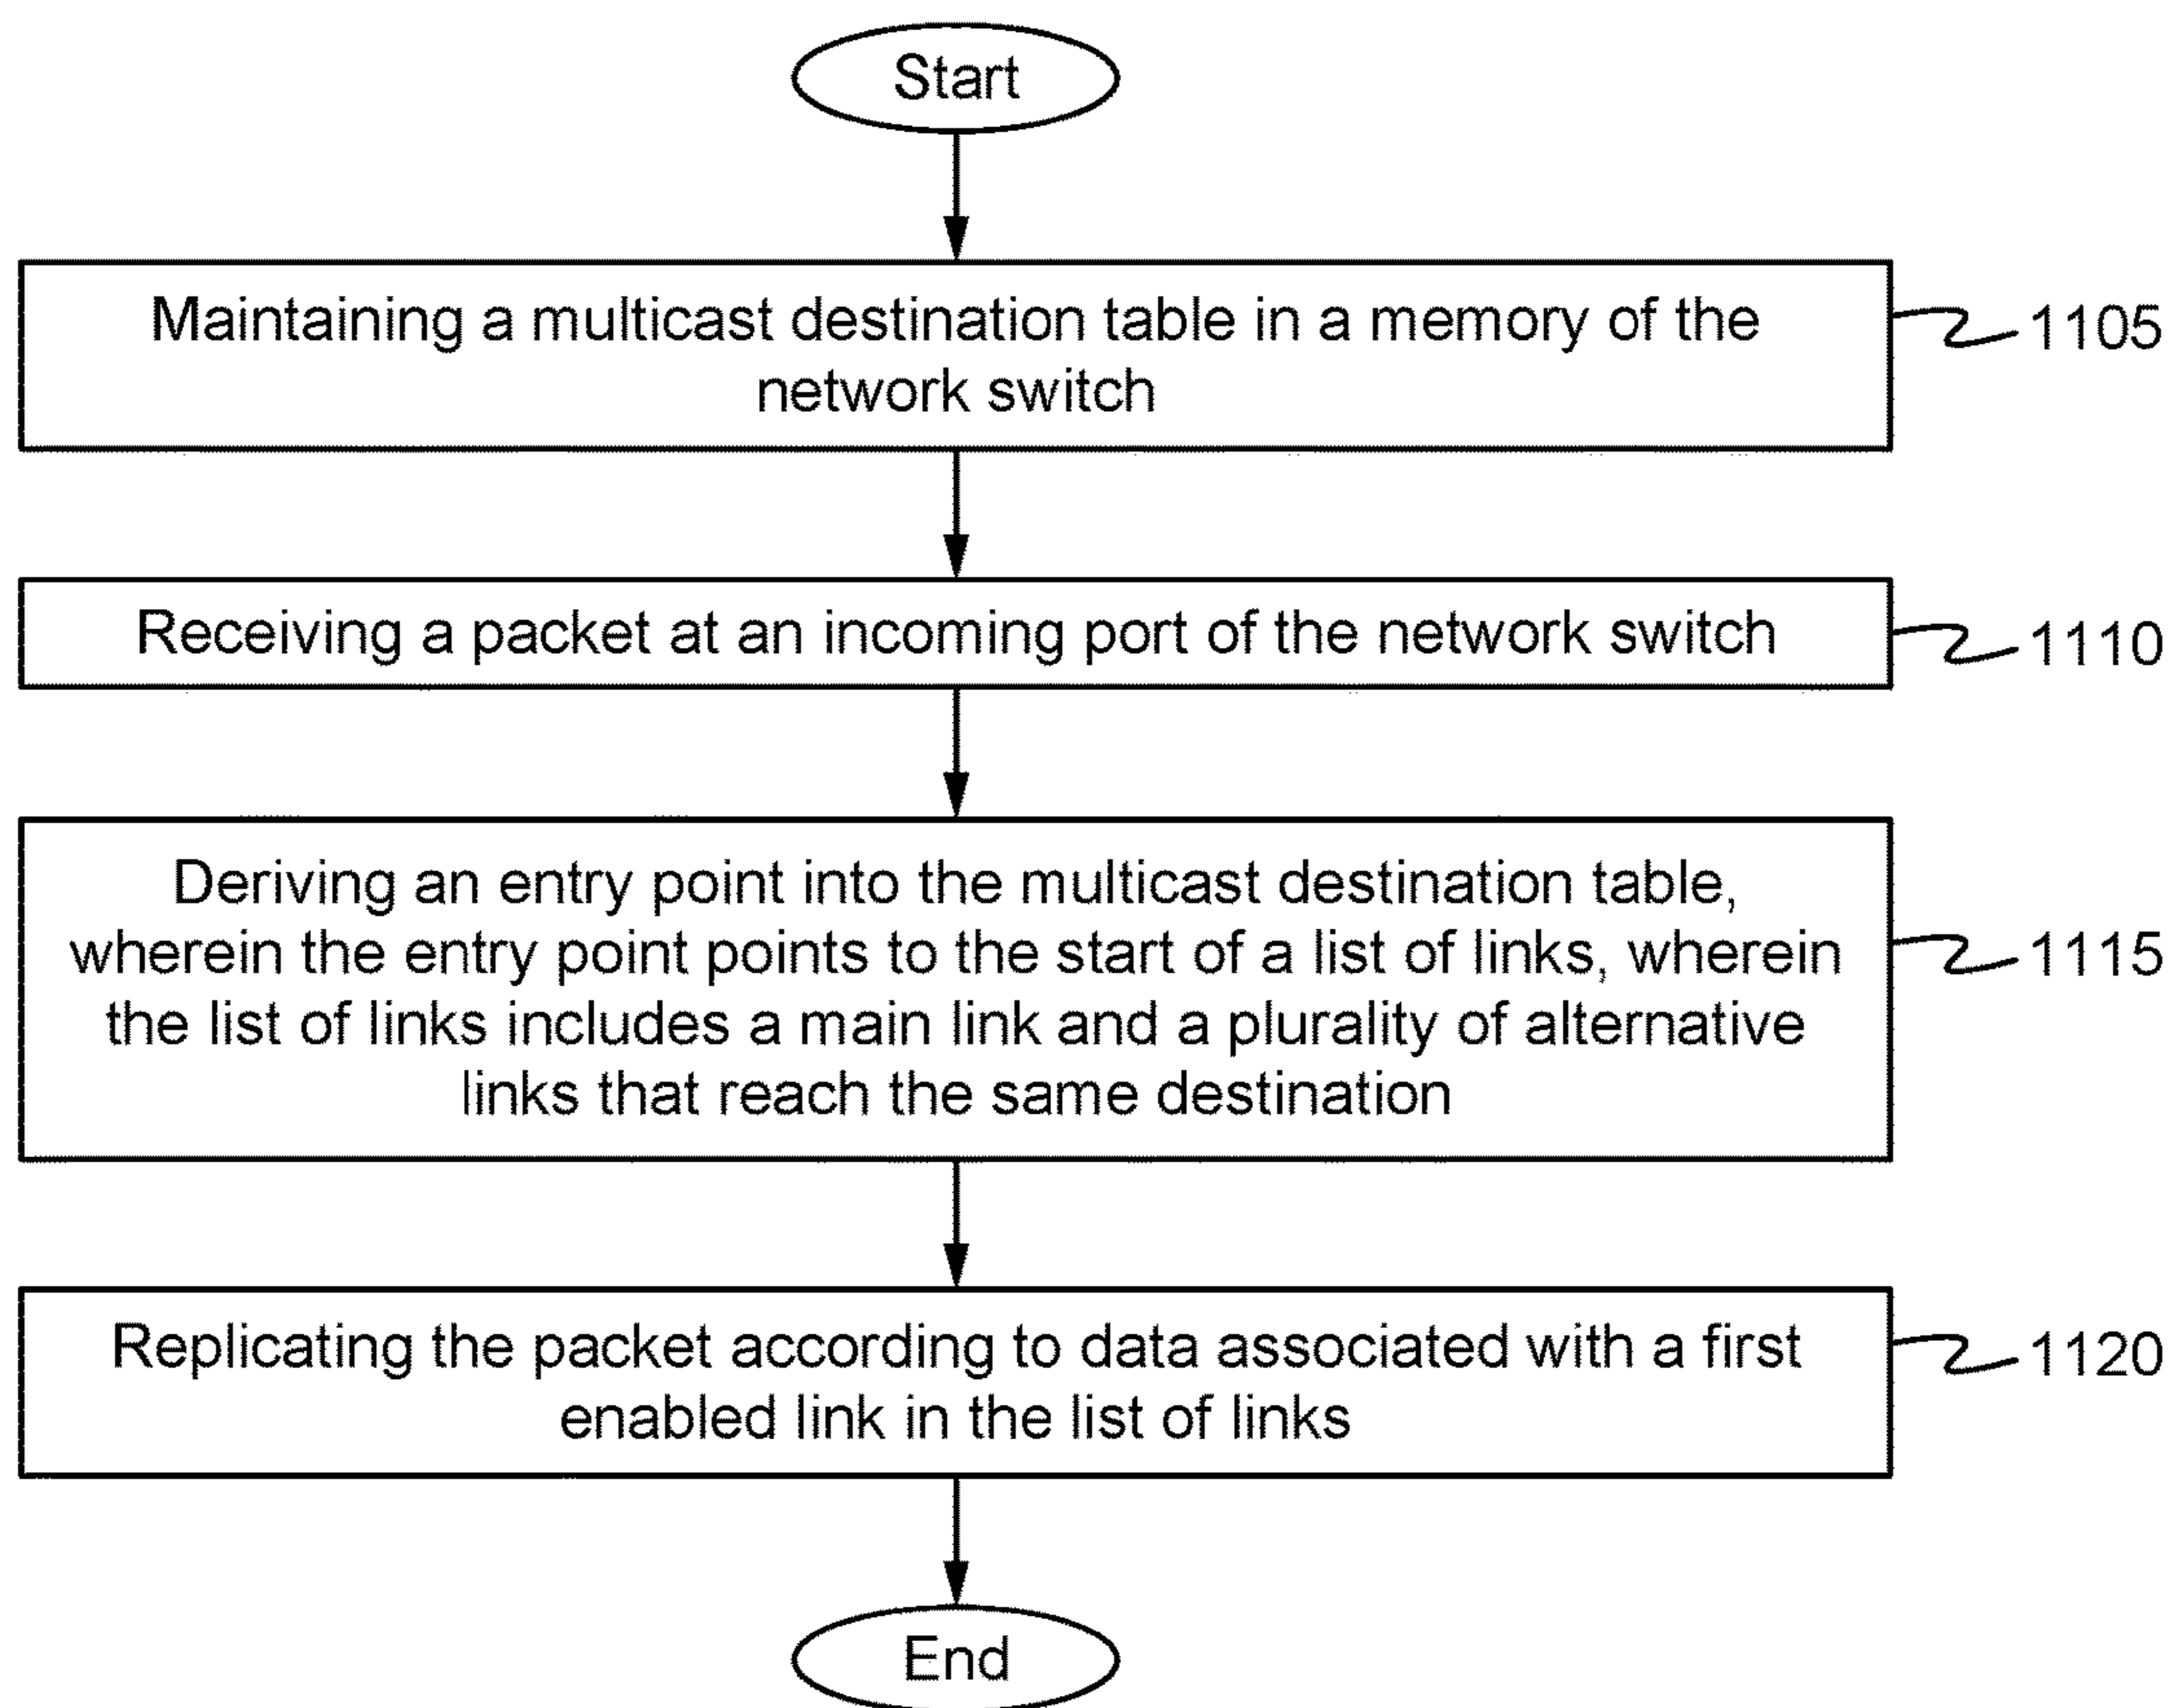 Start
Maintaining a multicast destination table in a memory of the
network switch
1105
Receiving a packet at an incoming port of the network switch
1110
Deriving an entry point into the multicast destination table,
wherein the entry point points to the start of a list of links, wherein
the list of links includes a main link and a plurality of alternative
links that reach the same destination
1115
Replicating the packet according to data associated with a first
enabled link in the list of links
1120
End